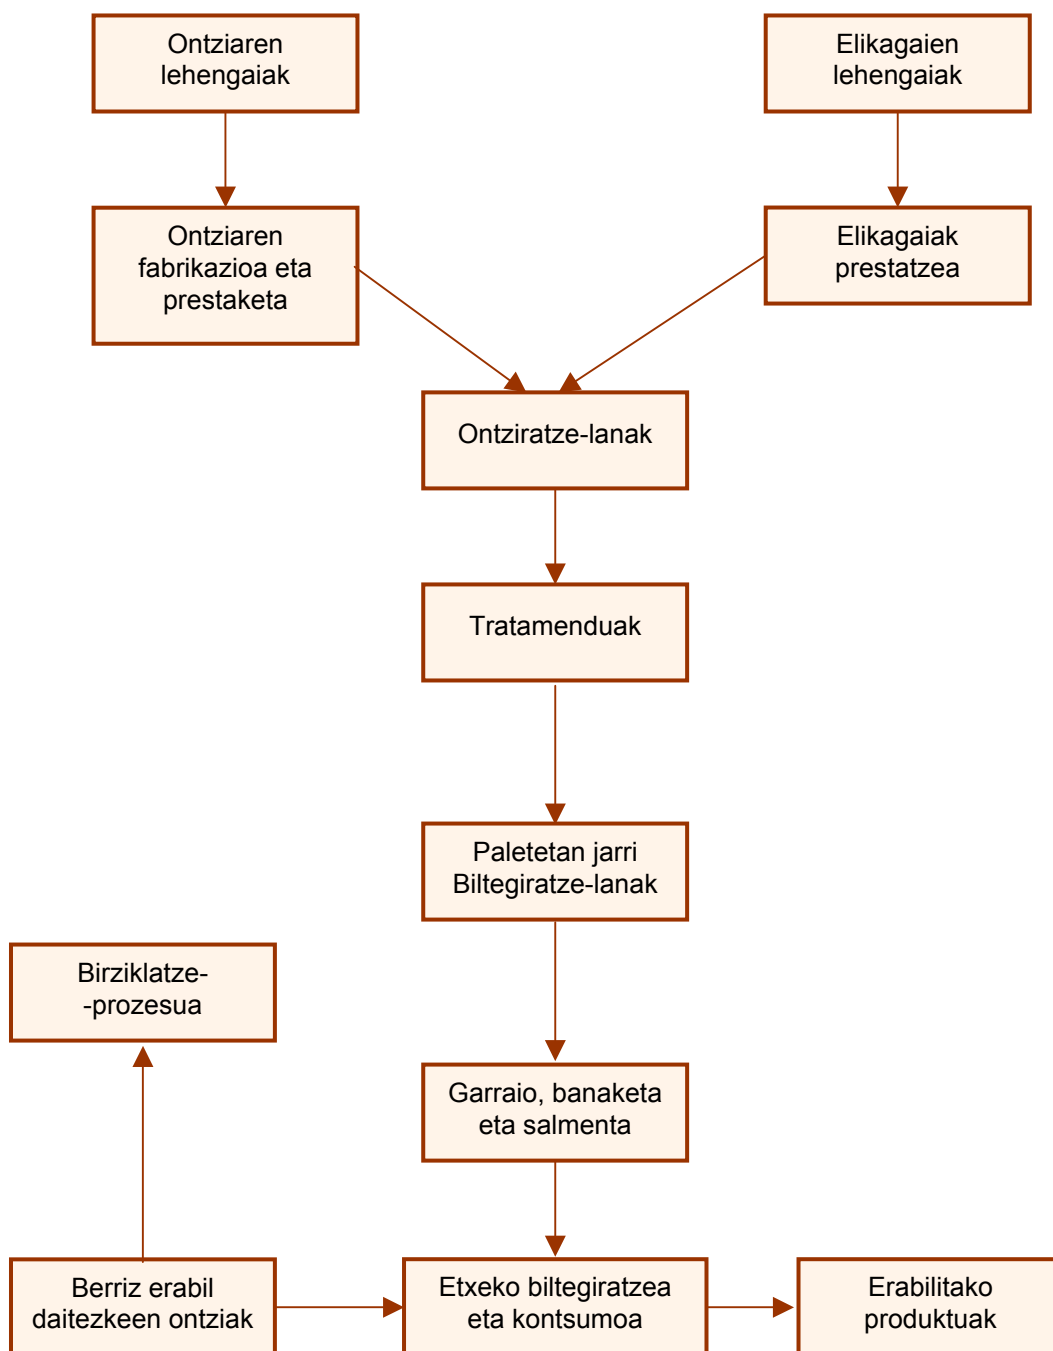 Ontziaren
lehengaiak
Elikagaien
lehengaiak
Ontziaren
fabrikazioa eta
prestaketa
Elikagaiak
prestatzea
Ontziratze-lanak
Tratamenduak
Paletetan jarri
Biltegiratze-lanak
Birziklatze-
-prozesua
Garraio, banaketa
eta salmenta
Berriz erabil
daitezkeen ontziak
Etxeko biltegiratzea
eta kontsumoa
Erabilitako
produktuak